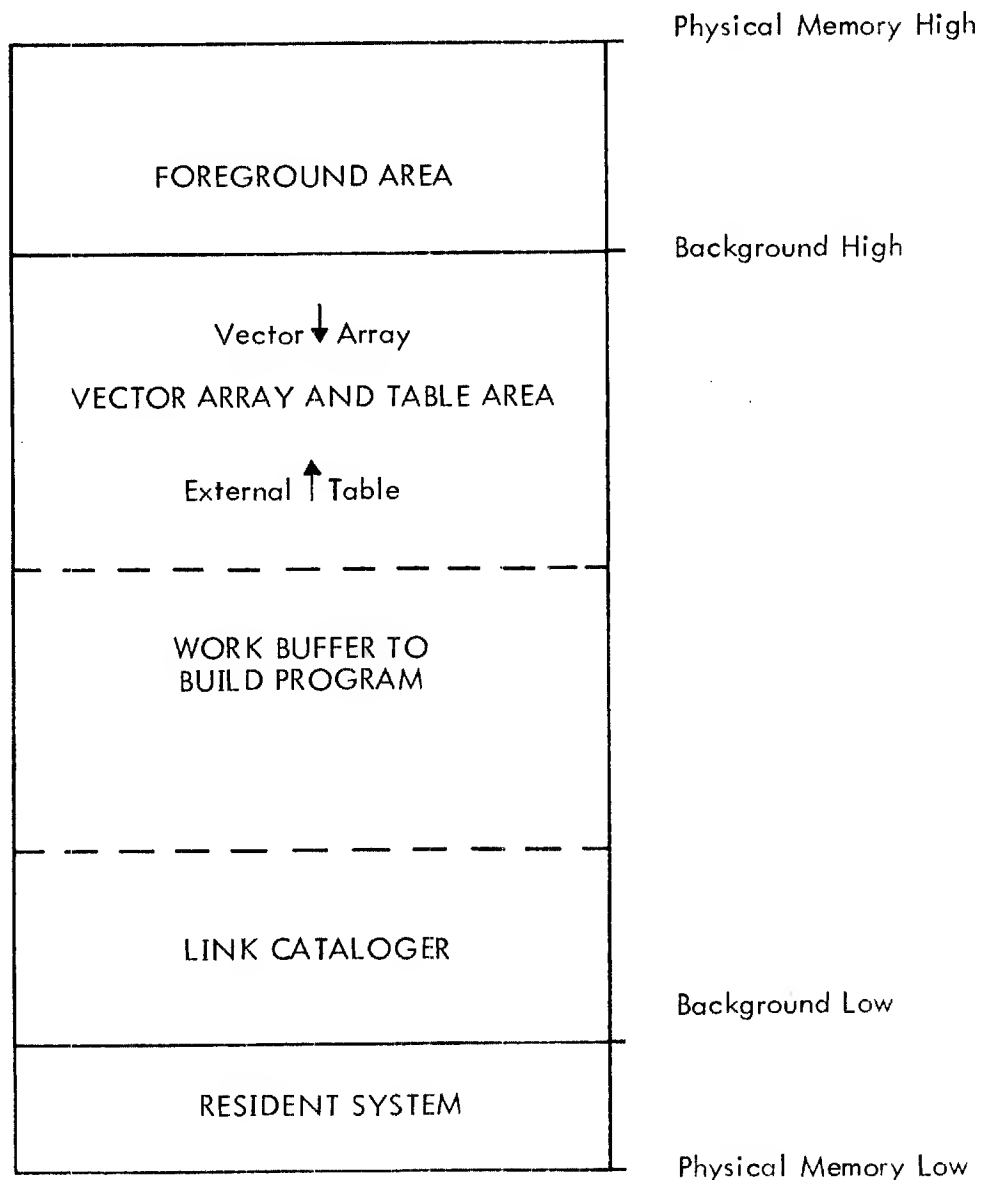 Physical Memory High
FOREGROUND AREA
Background High
Vector Array
VECTOR ARRAY AND TABLE AREA
External Table
WORK BUFFER TO
BUILD PROGRAM
LINK CATALOGER
Background Low
RESIDENT SYSTEM
Physical Memory Low